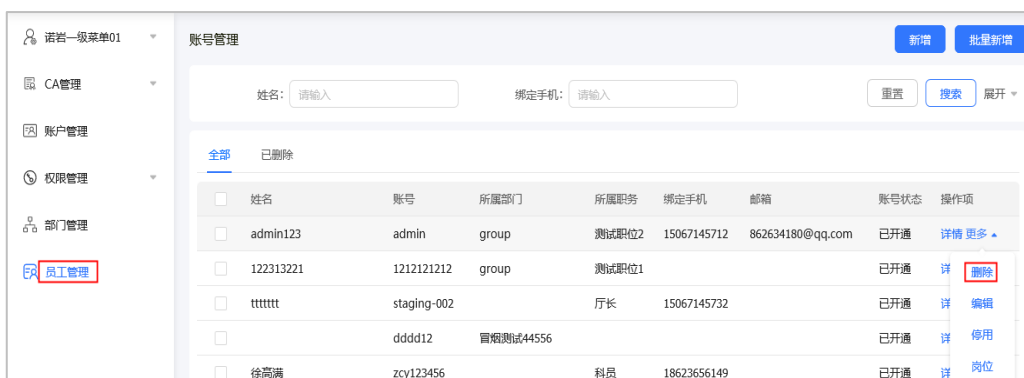 诺岩一级菜单01
CA管理
账户管理
权限管理
部门管理
员工管理
账号管理
新增 批量新增
姓名: 请输入 绑定手机: 请输入 重置 搜索 展开
全部 已删除
姓名 账号 所属部门 所属职务 绑定手机 邮箱 账号状态 操作项
admin123 admin group 测试职位2 15067145712 862634180@qq.com 已开通 详情 更多
122313221 1212121212 group 测试职位1 已开通 详 删除
ttttttt staging-002 厅长 15067145732 已开通 详 编辑
dddd12 冒烟测试44556 已开通 详 停用
徐高满 zcy123456 科员 18623656149 已开通 详 岗位